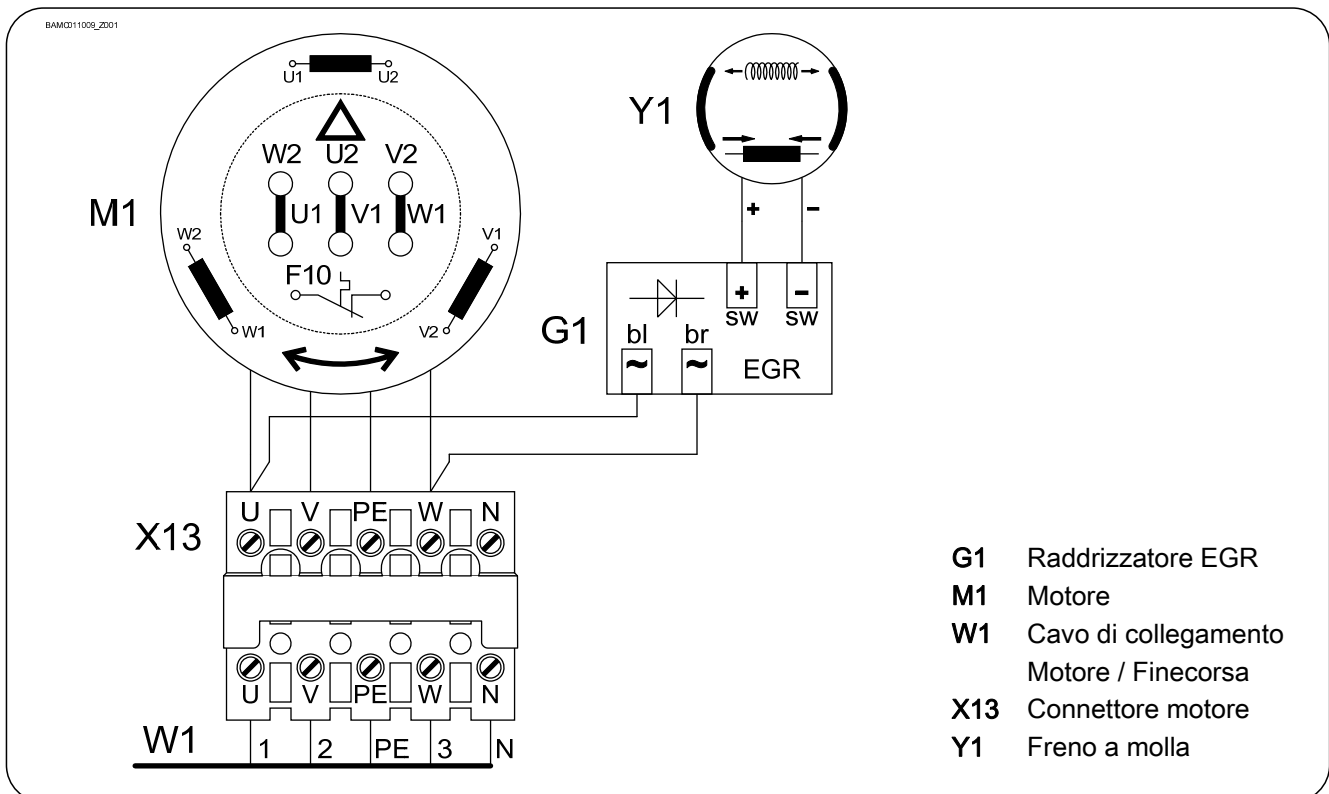 BAMC011009_Z001
U1 U2
Y1
W2 U2 V2
M1
U1 V1 W1
W2 V1
F10
W1 V2
+ -
+ -
sw sw
G1
bl br
~ ~
EGR
X13
U V PE W N
U V PE W N
W1
1 2 PE 3 N
G1 Raddrizzatore EGR
M1 Motore
W1 Cavo di collegamento
Motore / Finecorsa
X13 Connettore motore
Y1 Freno a molla